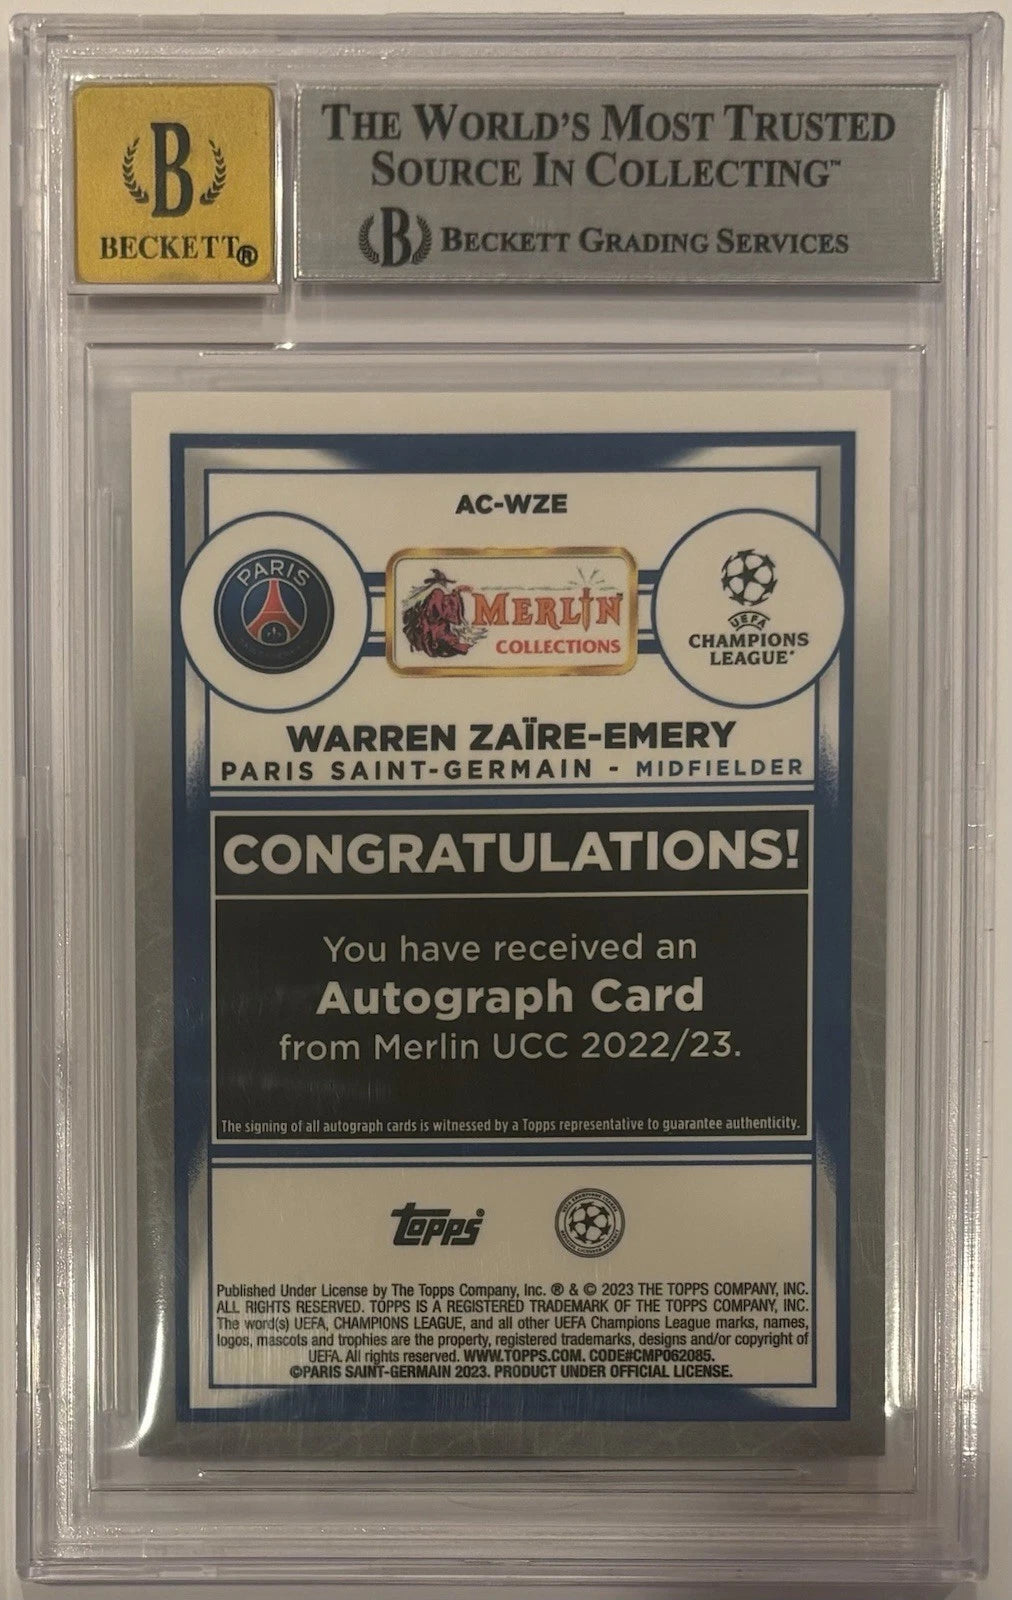 B
BECKETT®
THE WORLD'S MOST TRUSTED
SOURCE IN COLLECTING™
B BECKETT GRADING SERVICES
AC-WZE
PARIS
MERLIN
COLLECTIONS
UEFA
CHAMPIONS
LEAGUE®
WARREN ZAÏRE-EMERY
PARIS SAINT-GERMAIN - MIDFIELDER
CONGRATULATIONS!
You have received an
Autograph Card
from Merlin UCC 2022/23.
The signing of all autograph cards is witnessed by a Topps representative to guarantee authenticity.
topps®
Published Under License by The Topps Company, Inc. ® & © 2023 THE TOPPS COMPANY, INC.
ALL RIGHTS RESERVED. TOPPS IS A REGISTERED TRADEMARK OF THE TOPPS COMPANY, INC.
The word(s) UEFA, CHAMPIONS LEAGUE, and all other UEFA Champions League marks, names,
logos, mascots and trophies are the property, registered trademarks, designs and/or copyright of
UEFA. All rights reserved. WWW.TOPPS.COM. CODE#CMP062085.
©PARIS SAINT-GERMAIN 2023. PRODUCT UNDER OFFICIAL LICENSE.